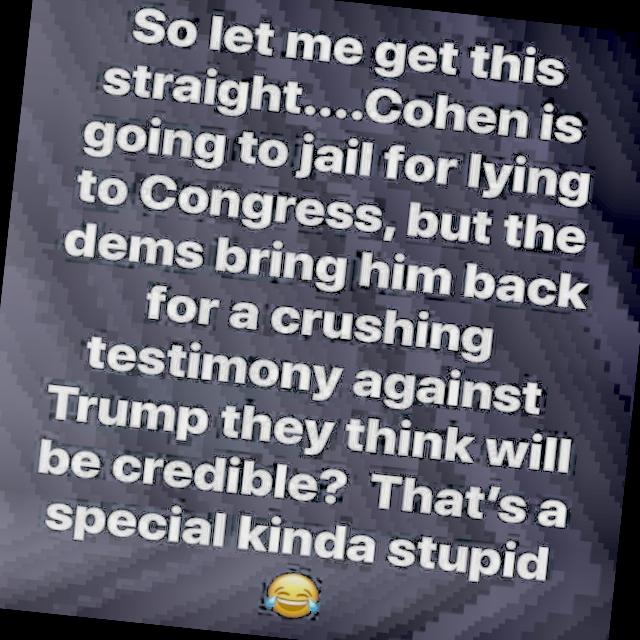 So let me get this
straight....Cohen is
going to jail for lying
to Congress, but the
dems bring him back
for a crushing
testimony against
Trump they think will
be credible? That's a
special kinda stupid
😂